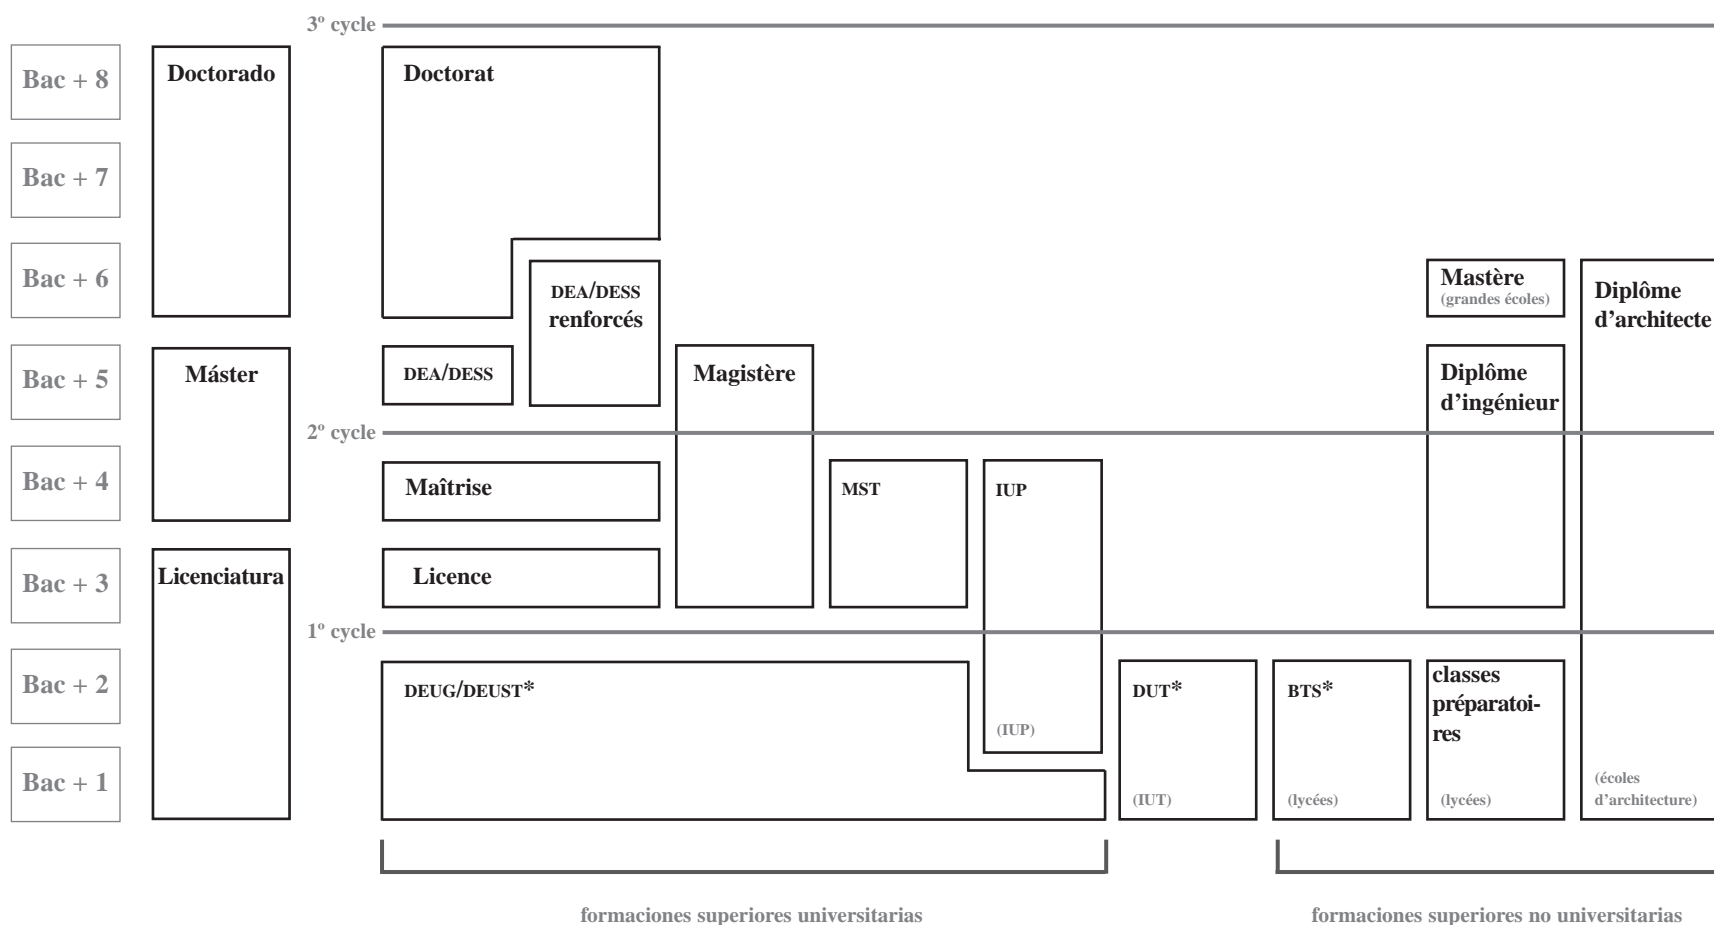 3º cycle
Bac + 8
Doctorado
Doctorat
Bac + 7
Bac + 6
DEA/DESS
renforcés
Mastère
(grandes écoles)
Diplôme
d’architecte
Bac + 5
Máster
DEA/DESS
Magistère
Diplôme
d’ingénieur
2º cycle
Bac + 4
Maîtrise
MST
IUP
Bac + 3
Licenciatura
Licence
1º cycle
Bac + 2
DEUG/DEUST*
(IUP)
DUT*
BTS*
classes
préparatoi-
res
Bac + 1
(IUT)
(lycées)
(lycées)
(écoles
d’architecture)
formaciones superiores universitarias
formaciones superiores no universitarias